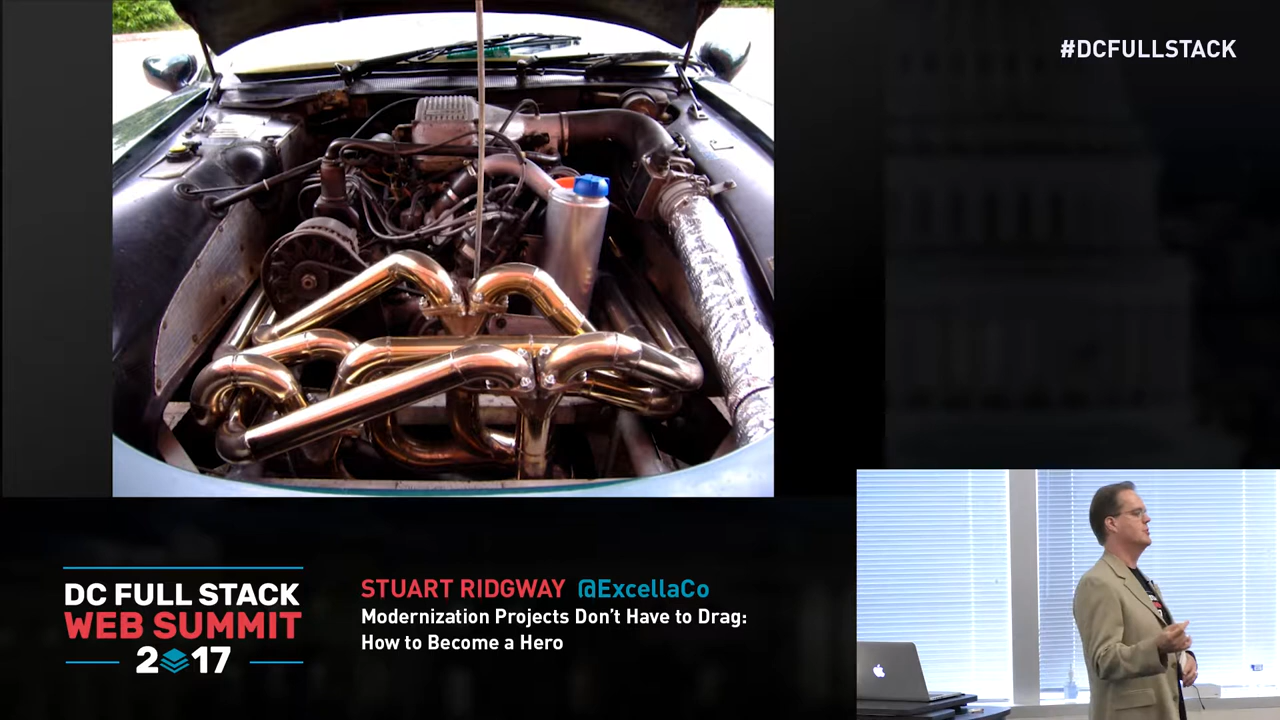 #DCFULLSTACK
DC FULL STACK
WEB SUMMIT
2017
STUART RIDGWAY @ExcellaCo
Modernization Projects Don't Have to Drag:
How to Become a Hero